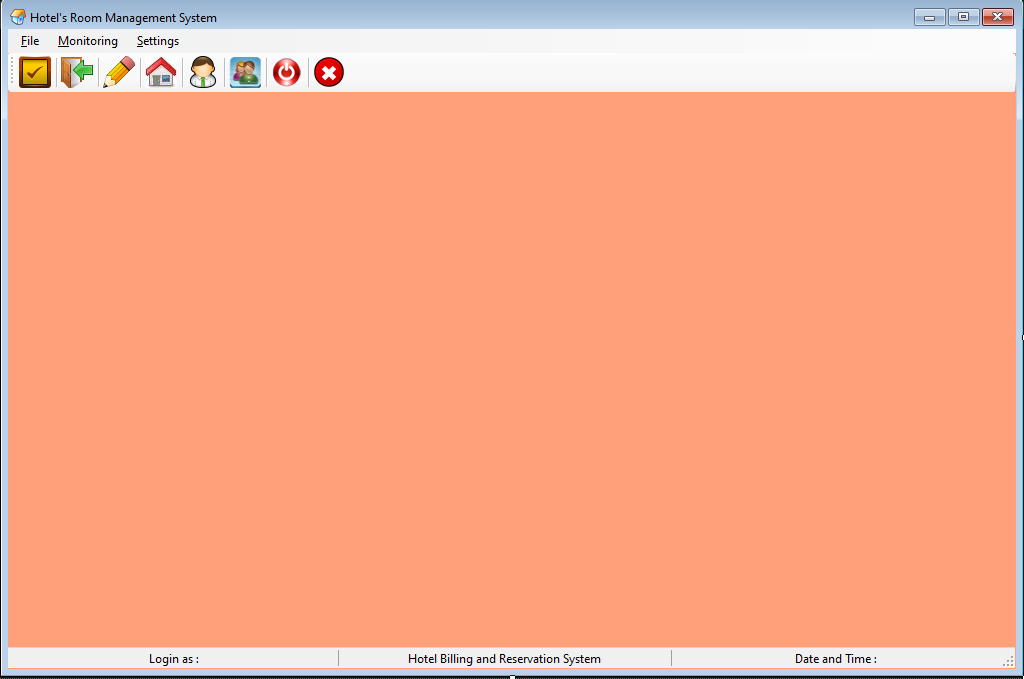 Hotel's Room Management System
File Monitoring Settings
Login as : Hotel Billing and Reservation System Date and Time :